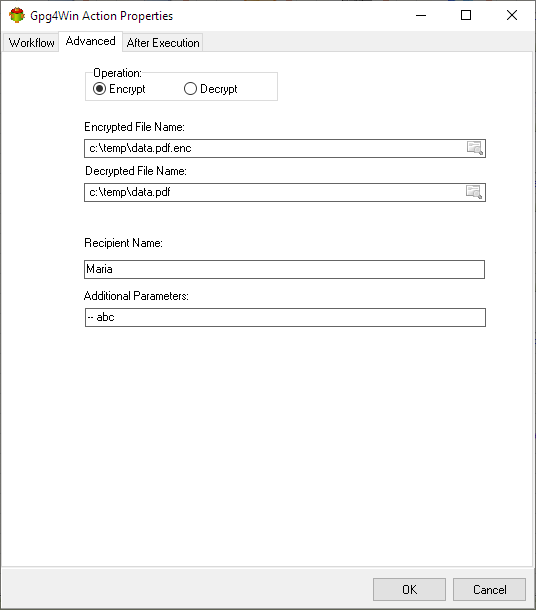 Gpg4Win Action Properties
Workflow Advanced After Execution
Operation:
Encrypt Decrypt
Encrypted File Name:
c:\temp\data.pdf.enc
Decrypted File Name:
c:\temp\data.pdf
Recipient Name:
Maria
Additional Parameters:
-- abc
OK Cancel